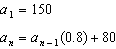 a₁ = 150
aₙ = aₙ₋₁(0.8) + 80